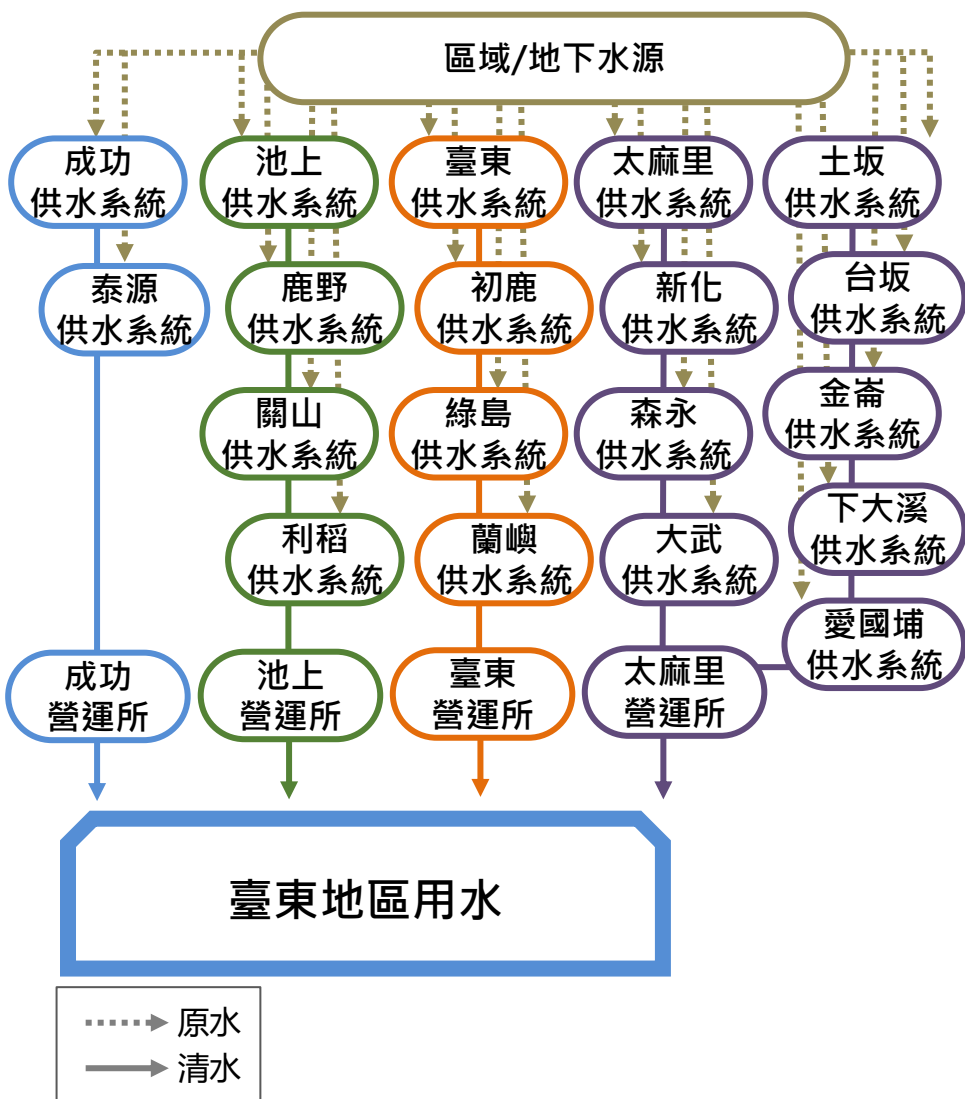 區域/地下水源
成功
供水系統
池上
供水系統
臺東
供水系統
太麻里
供水系統
土坂
供水系統
泰源
供水系統
鹿野
供水系統
初鹿
供水系統
新化
供水系統
台坂
供水系統
關山
供水系統
綠島
供水系統
森永
供水系統
金崙
供水系統
利稻
供水系統
蘭嶼
供水系統
大武
供水系統
下大溪
供水系統
愛國埔
供水系統
成功
營運所
池上
營運所
臺東
營運所
太麻里
營運所
臺東地區用水
原水
清水